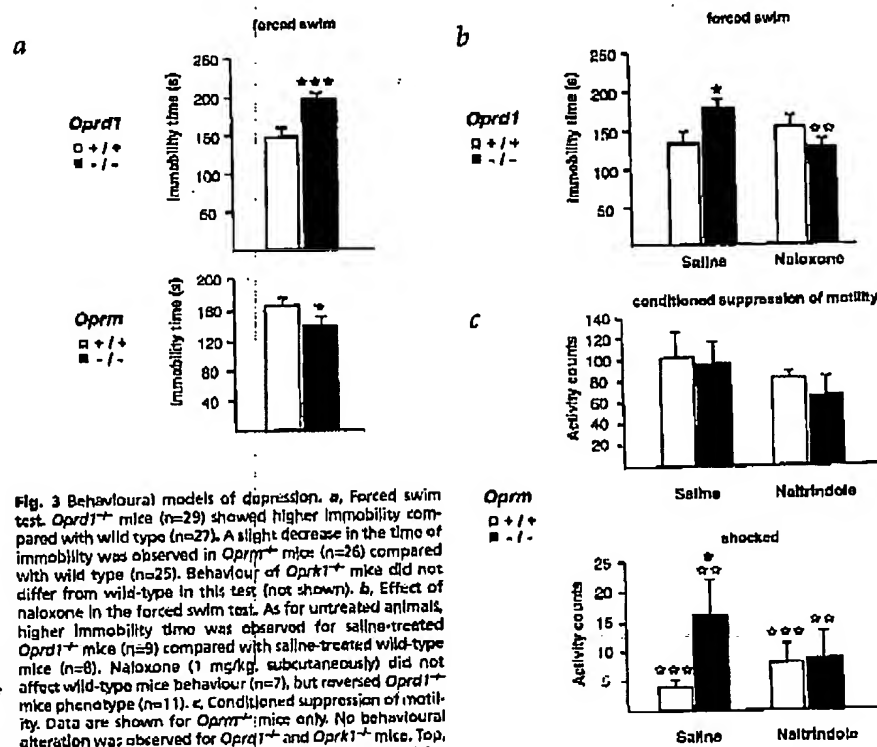 a
forced swim
Immobility time (s)
250
200
150
100
50
Oprd1
+/+
-/-
***
Oprm
+/+
-/-
Immobility time (s)
160
120
80
40
*
b
forced swim
Immobility time (s)
250
200
150
100
50
Oprd1
+/+
-/-
*
☆☆
Saline Naloxone
c
conditioned suppression of motility
Activity counts
140
120
100
80
60
40
20
Saline Naltrindole
Oprm
+/+
-/-
shocked
Activity counts
25
20
15
10
5
☆☆☆
*
☆☆
☆☆☆
☆☆
Saline Naltrindole
Fig. 3 Behavioural models of depression. a, Forced swim
test. Oprd1-/- mice (n=29) showed higher immobility com-
pared with wild type (n=27). A slight decrease in the time of
immobility was observed in Oprm-/- mice (n=26) compared
with wild type (n=25). Behaviour of Oprk1-/- mice did not
differ from wild-type in this test (not shown). b, Effect of
naloxone in the forced swim test. As for untreated animals,
higher immobility time was observed for saline-treated
Oprd1-/- mice (n=9) compared with saline-treated wild-type
mice (n=8). Naloxone (1 mg/kg, subcutaneously) did not
affect wild-type mice behaviour (n=7), but reversed Oprd1-/-
mice phenotype (n=11). c, Conditioned suppression of motil-
ity. Data are shown for Oprm-/- mice only. No behavioural
alteration was observed for Oprd1-/- and Oprk1-/- mice. Top,